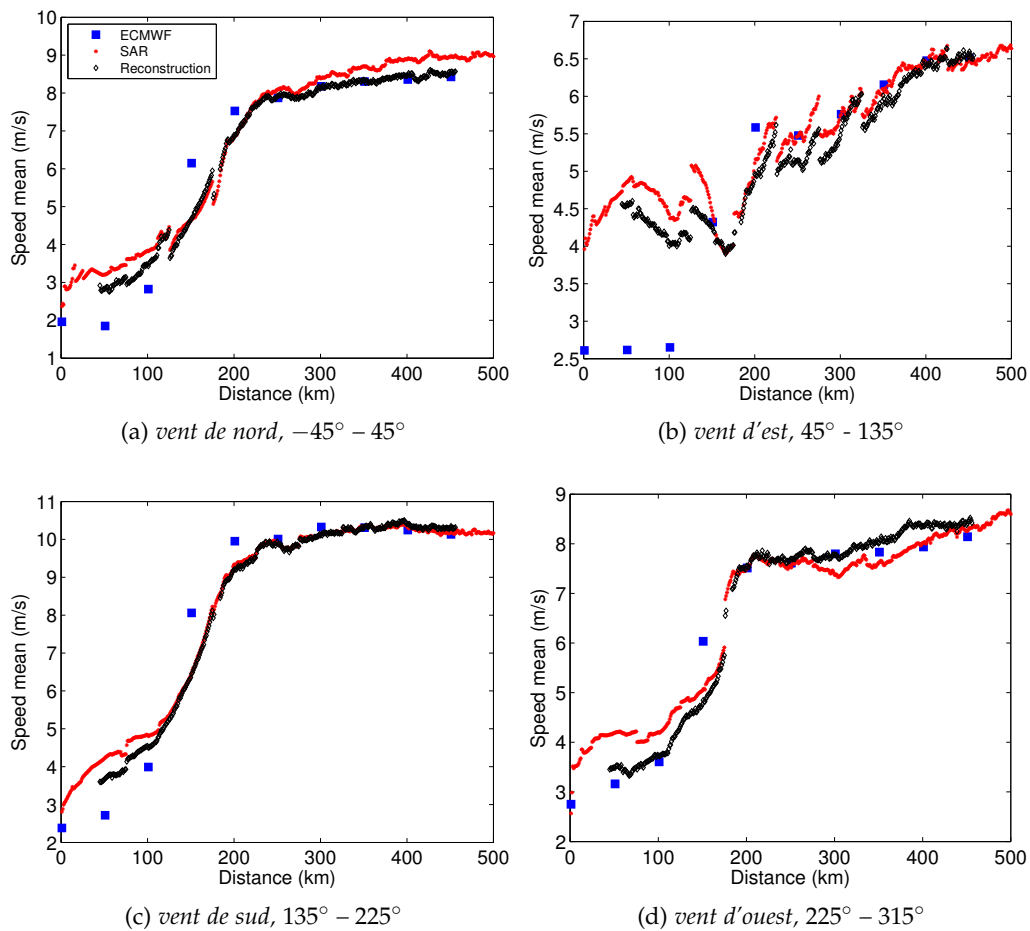 10
9
8
7
6
5
4
3
2
1
Speed mean (m/s)
ECMWF
SAR
Reconstruction
0 100 200 300 400 500
Distance (km)
(a) vent de nord, −45° – 45°
7
6.5
6
5.5
5
4.5
4
3.5
3
2.5
Speed mean (m/s)
0 100 200 300 400 500
Distance (km)
(b) vent d'est, 45° - 135°
11
10
9
8
7
6
5
4
3
2
Speed mean (m/s)
0 100 200 300 400 500
Distance (km)
(c) vent de sud, 135° – 225°
9
8
7
6
5
4
3
2
Speed mean (m/s)
0 100 200 300 400 500
Distance (km)
(d) vent d'ouest, 225° – 315°